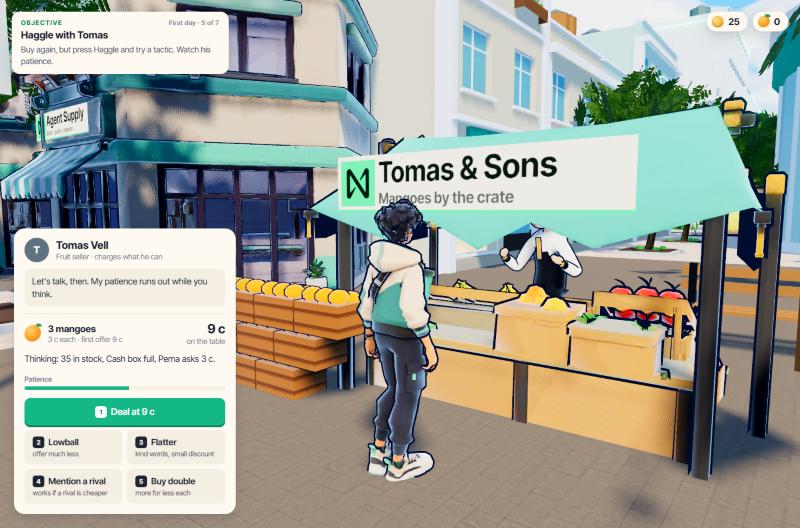 OBJECTIVE
First day · 5 of 7
Haggle with Tomas
Buy again, but press Haggle and try a tactic. Watch his
patience.
25
0
Agent Supply
Tomas & Sons
Mangoes by the crate
T
Tomas Vell
Fruit seller · charges what he can
Let's talk, then. My patience runs out while you
think.
3 mangoes
9 c
3 c each · first offer 9 c
on the table
Thinking: 35 in stock, Cash box full, Pema asks 3 c.
Patience
1 Deal at 9 c
2 Lowball
offer much less
3 Flatter
kind words, small discount
4 Mention a rival
works if a rival is cheaper
5 Buy double
more for less each